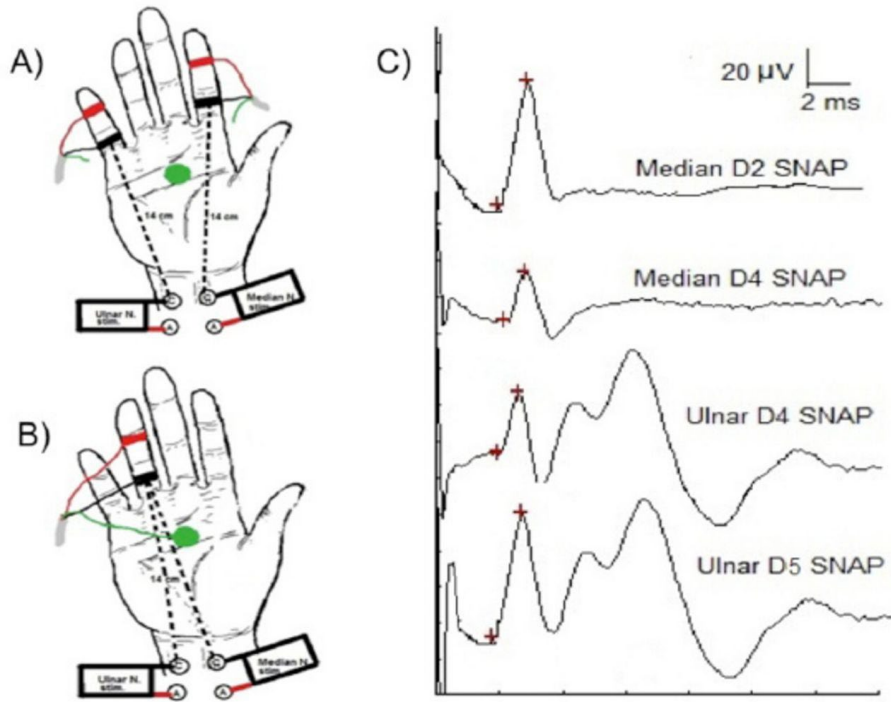 A)
14 cm
14 cm
C
C
Ulnar N.
stim.
Median N.
stim.
A
A
B)
14 cm
C
C
Ulnar N.
stim.
Median N.
stim.
A
A
C)
20 µV
2 ms
Median D2 SNAP
Median D4 SNAP
Ulnar D4 SNAP
Ulnar D5 SNAP